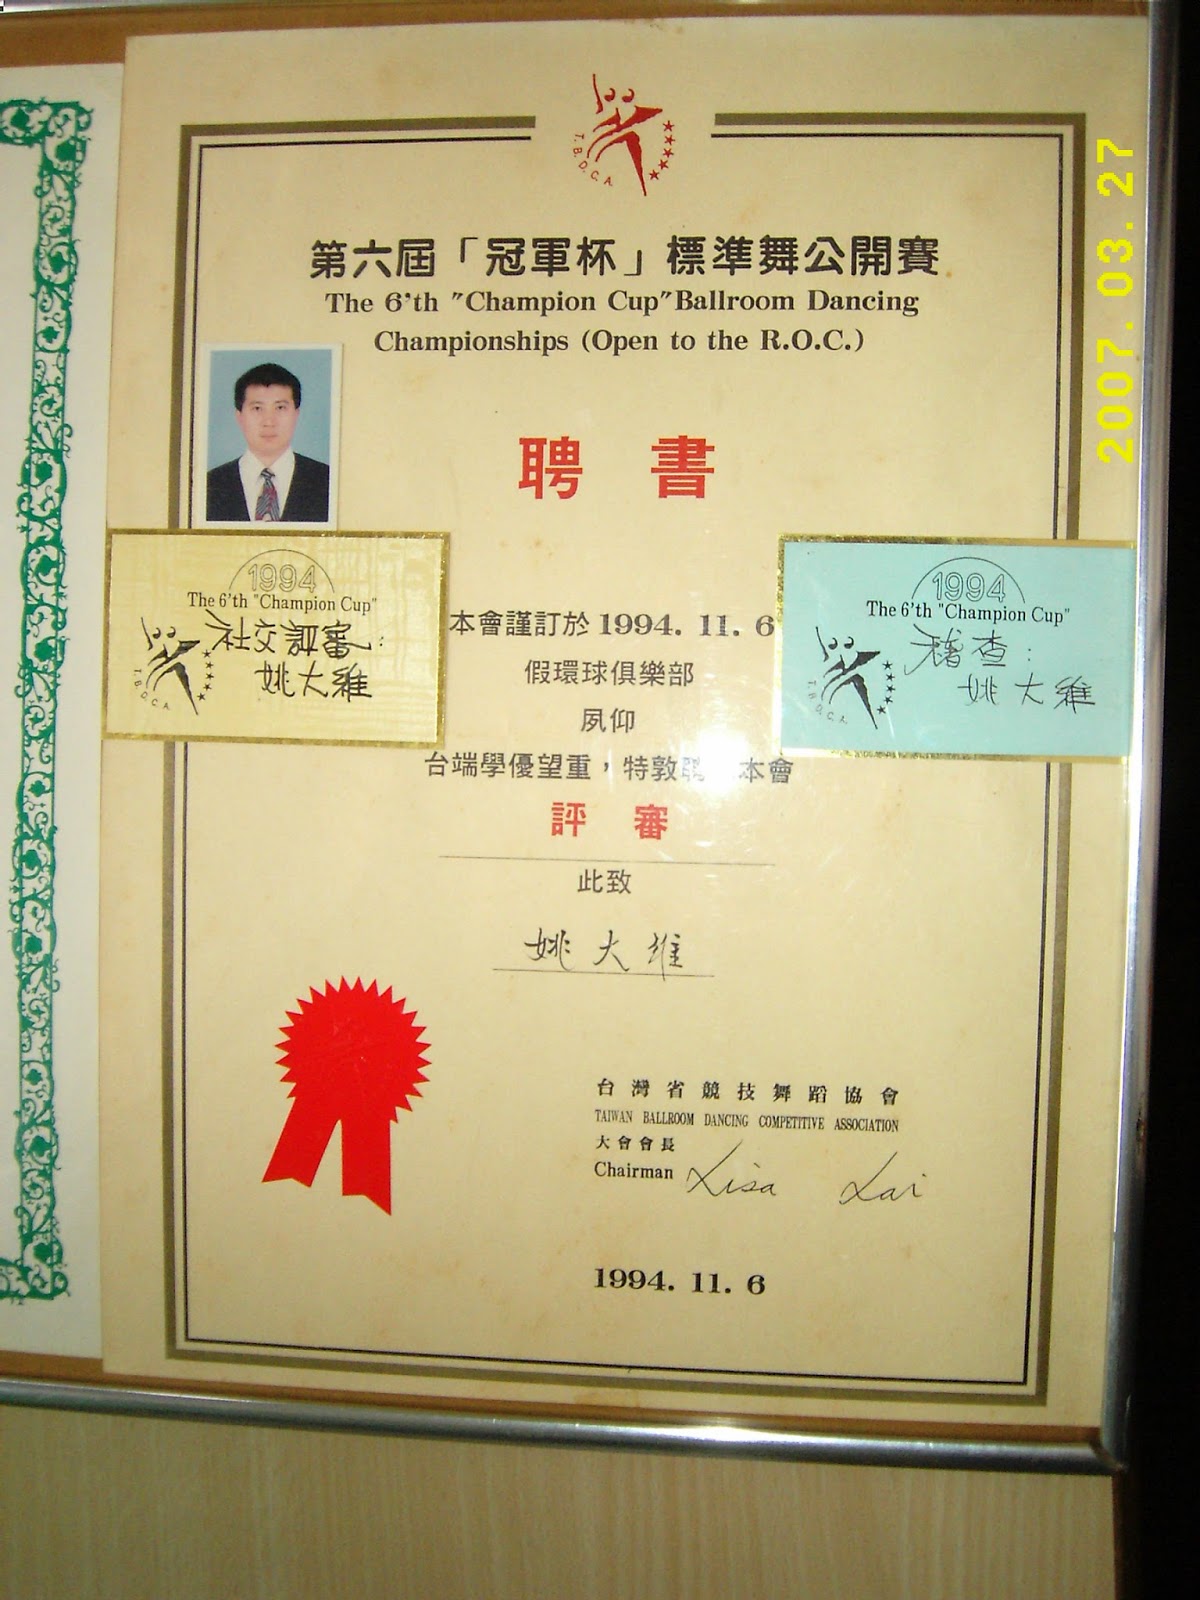 T.B.D.C.A.
第六屆「冠軍杯」標準舞公開賽
The 6'th "Champion Cup"Ballroom Dancing
Championships (Open to the R.O.C.)
聘 書
1994
The 6'th "Champion Cup"
社交評審:
姚大維
T.B.D.C.A.
本會謹訂於 1994. 11. 6
假環球俱樂部
夙仰
台端學優望重，特敦聘 本會
評 審
此致
姚大維
1994
The 6'th "Champion Cup"
稽查:
姚大維
T.B.D.C.A.
台灣省競技舞蹈協會
TAIWAN BALLROOM DANCING COMPETITIVE ASSOCIATION
大會會長
Chairman Lisa Lai
1994. 11. 6
2007. 03. 27